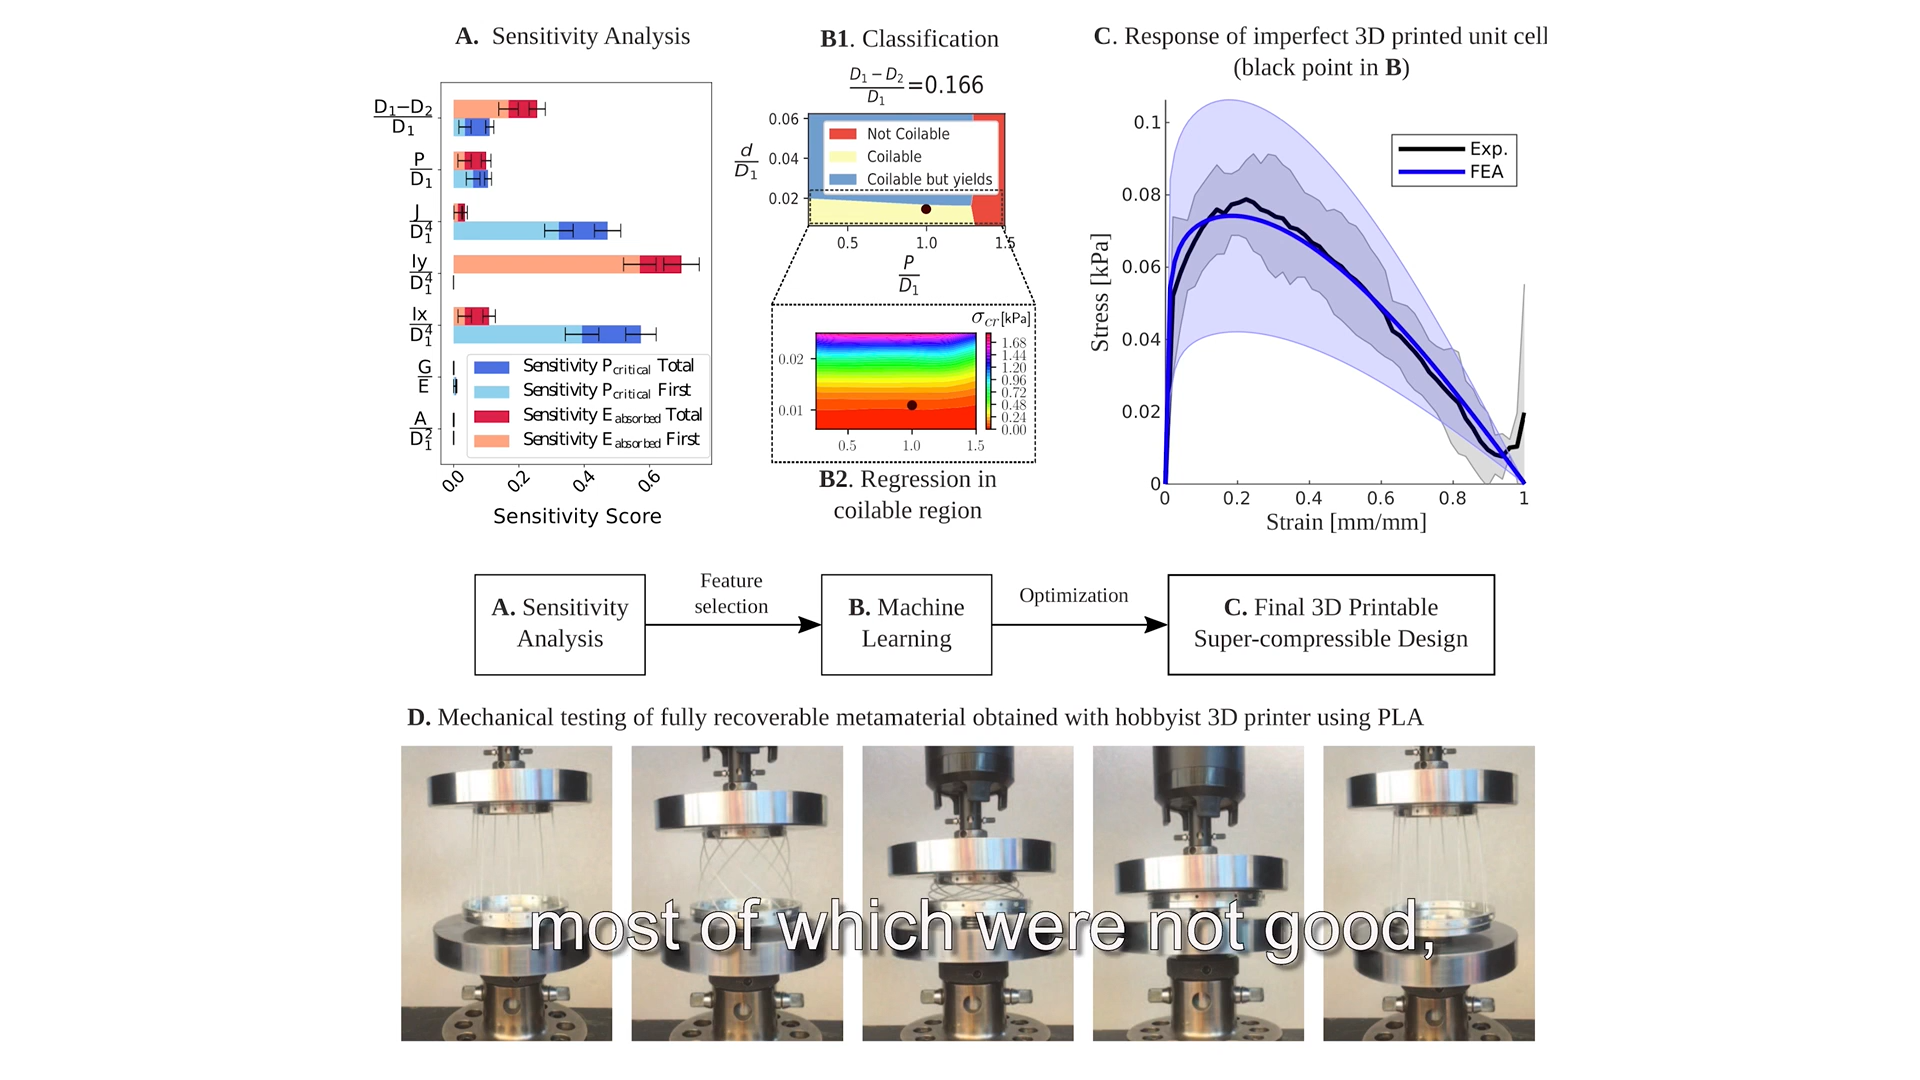 A. Sensitivity Analysis
D₁−D₂
D₁
P
D₁
J
D₁⁴
Iy
D₁⁴
Ix
D₁⁴
G
E
A
D₁²
Sensitivity P critical Total
Sensitivity P critical First
Sensitivity E absorbed Total
Sensitivity E absorbed First
0.0 0.2 0.4 0.6
Sensitivity Score
B1. Classification
D₁ − D₂
D₁
=0.166
d
D₁
0.06
0.04
0.02
Not Coilable
Coilable
Coilable but yields
0.5 1.0 1.5
P
D₁
σcr [kPa]
0.02
0.01
1.68
1.44
1.20
0.96
0.72
0.48
0.24
0.00
0.5 1.0 1.5
B2. Regression in
coilable region
C. Response of imperfect 3D printed unit cell
(black point in B)
Stress [kPa]
0.1
0.08
0.06
0.04
0.02
0
Exp.
FEA
0 0.2 0.4 0.6 0.8 1
Strain [mm/mm]
A. Sensitivity
Analysis
Feature
selection
B. Machine
Learning
Optimization
C. Final 3D Printable
Super-compressible Design
D. Mechanical testing of fully recoverable metamaterial obtained with hobbyist 3D printer using PLA
most of which were not good,